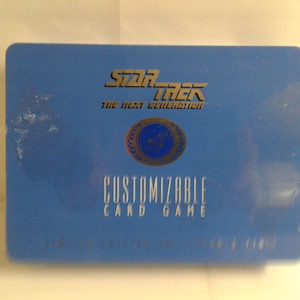 STAR TREK
THE NEXT GENERATION
CUSTOMIZABLE
CARD GAME